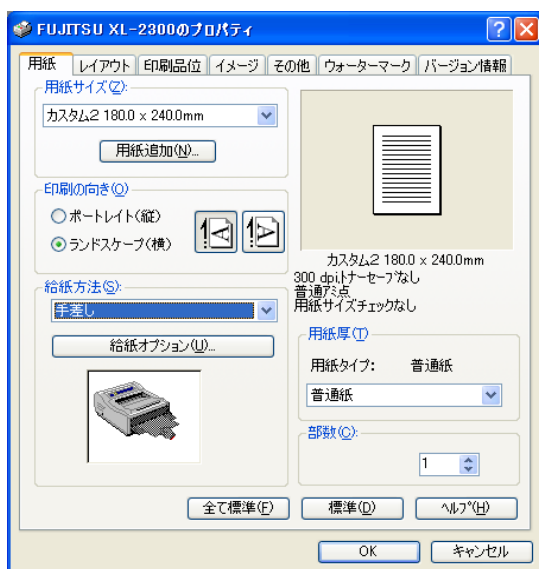 FUJITSU XL-2300のプロパティ
用紙 レイアウト 印刷品位 イメージ その他 ウォーターマーク バージョン情報
用紙サイズ(Z):
カスタム2 180.0 x 240.0mm
用紙追加(N)...
印刷の向き(O)
ポートレイト(縦)
ランドスケープ(横)
カスタム2 180.0 x 240.0mm
300 dpi,トナーセーブなし
普通アミ点
用紙サイズチェックなし
給紙方法(S):
手差し
給紙オプション(U)...
用紙厚(T)
用紙タイプ: 普通紙
普通紙
部数(C):
1
全て標準(F) 標準(D) ヘルプ(H)
OK キャンセル